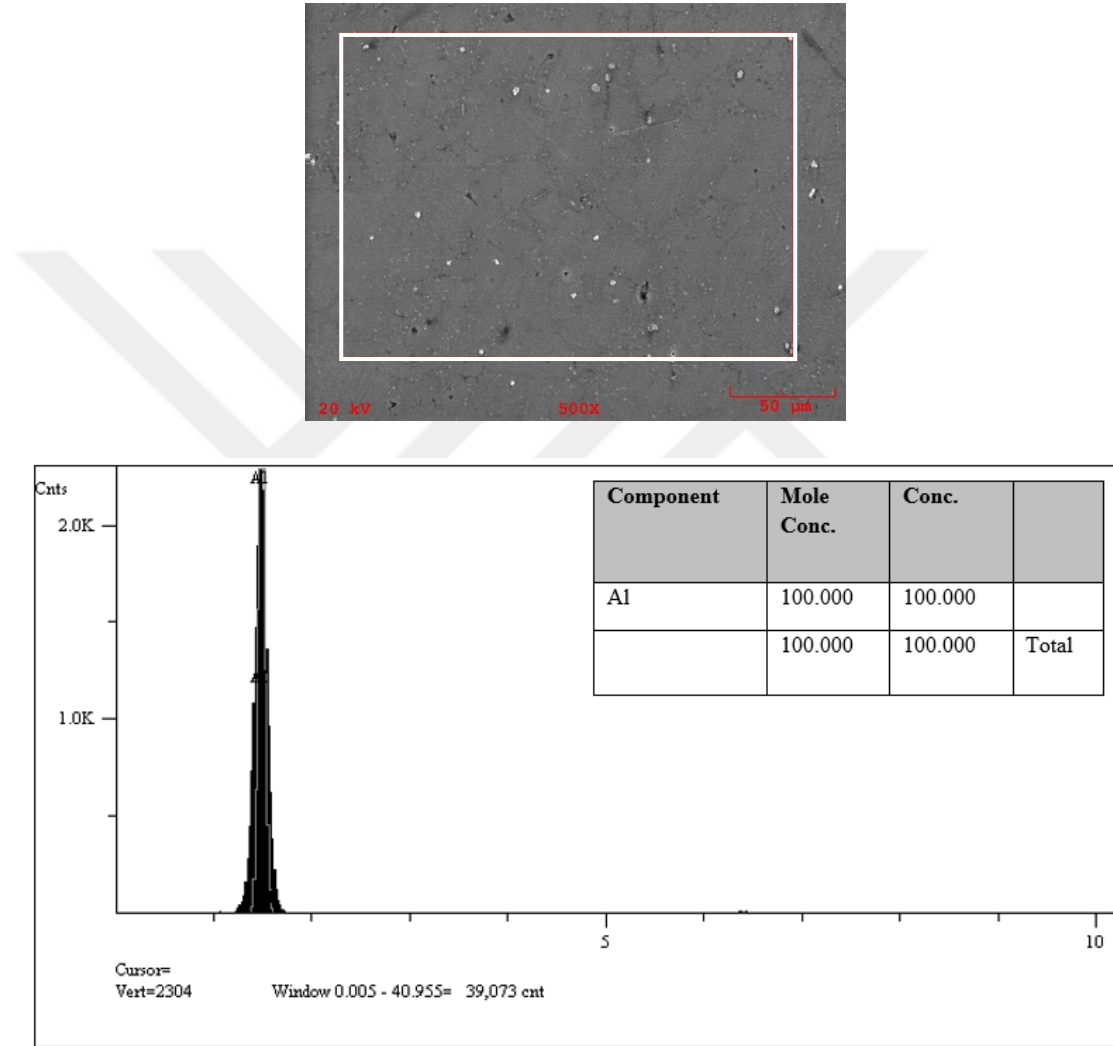 20 kV 500X 50 µm
Cnts
2.0K
1.0K
Al
Al
Component Mole Conc. Conc.
Al 100.000 100.000
100.000 100.000 Total
5 10
Cursor=
Vert=2304 Window 0.005 - 40.955= 39,073 cnt